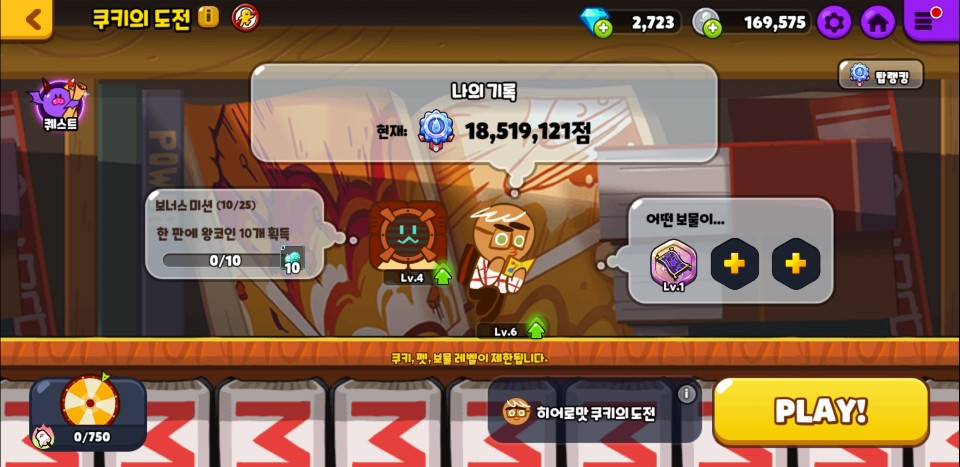 쿠키의 도전
2,723
169,575
탑랭킹
퀘스트
나의 기록
현재: 18,519,121점
보너스 미션 (10/25)
한 판에 왕코인 10개 획득
0/10
10
어떤 보물이...
Lv.1
Lv.4
Lv.6
쿠키, 펫, 보물 레벨이 제한됩니다.
0/750
히어로맛 쿠키의 도전
PLAY!
POW